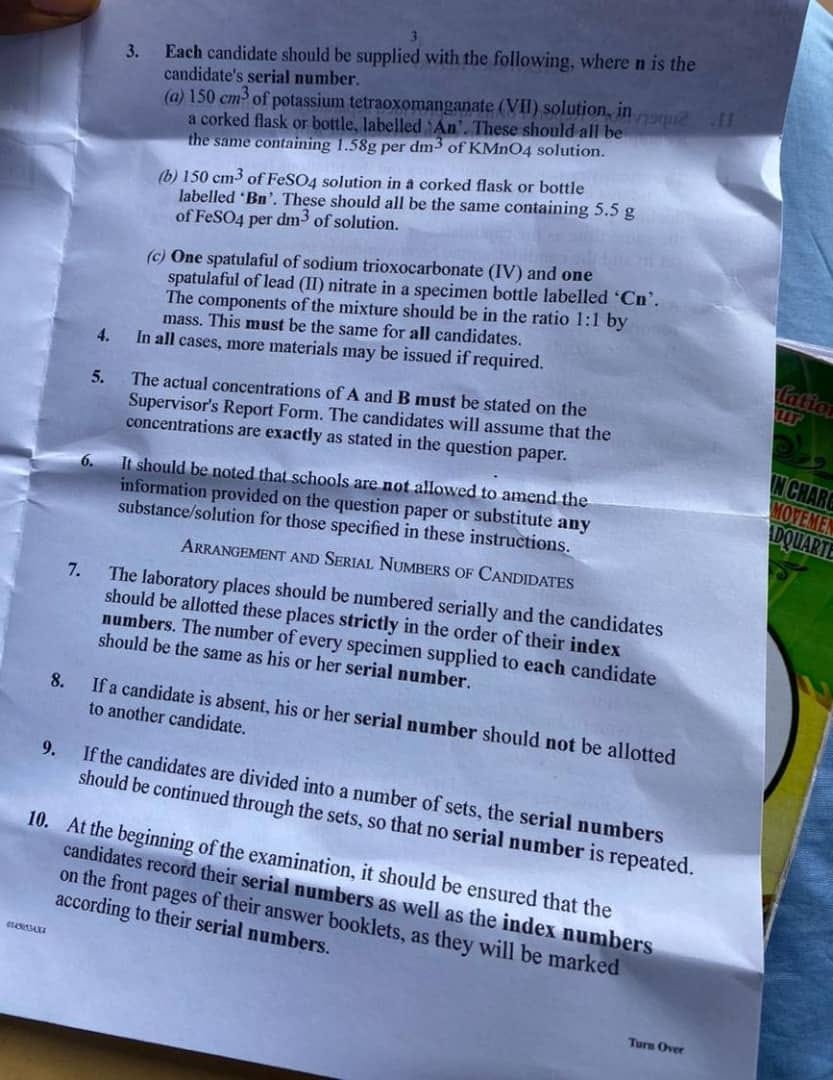 3
3. Each candidate should be supplied with the following, where n is the
candidate's serial number.
(a) 150 cm³ of potassium tetraoxomanganate (VII) solution, in
a corked flask or bottle, labelled 'An'. These should all be
the same containing 1.58g per dm³ of KMnO4 solution.
(b) 150 cm³ of FeSO4 solution in a corked flask or bottle
labelled 'Bn'. These should all be the same containing 5.5 g
of FeSO4 per dm³ of solution.
(c) One spatulaful of sodium trioxocarbonate (IV) and one
spatulaful of lead (II) nitrate in a specimen bottle labelled 'Cn'.
The components of the mixture should be in the ratio 1:1 by
mass. This must be the same for all candidates.
4. In all cases, more materials may be issued if required.
5. The actual concentrations of A and B must be stated on the
Supervisor's Report Form. The candidates will assume that the
concentrations are exactly as stated in the question paper.
6. It should be noted that schools are not allowed to amend the
information provided on the question paper or substitute any
substance/solution for those specified in these instructions.
ARRANGEMENT AND SERIAL NUMBERS OF CANDIDATES
7. The laboratory places should be numbered serially and the candidates
should be allotted these places strictly in the order of their index
numbers. The number of every specimen supplied to each candidate
should be the same as his or her serial number.
8. If a candidate is absent, his or her serial number should not be allotted
to another candidate.
9. If the candidates are divided into a number of sets, the serial numbers
should be continued through the sets, so that no serial number is repeated.
10. At the beginning of the examination, it should be ensured that the
candidates record their serial numbers as well as the index numbers
on the front pages of their answer booklets, as they will be marked
according to their serial numbers.
Turn Over
IN CHAR
MOVEMEN
ADQUARTE